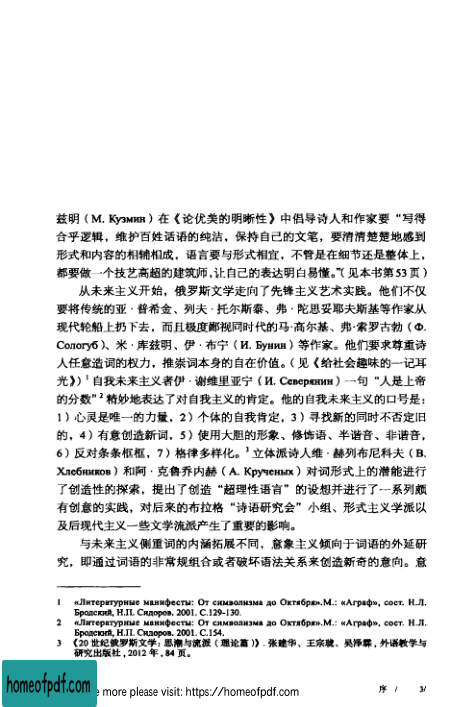 兹明（М. Кузмин）在《论优美的明晰性》中倡导诗人和作家要“写得
合乎逻辑，维护百姓话语的纯洁，保持自己的文笔，要清清楚楚地感到
形式和内容的相辅相成，语言要与形式相宜，不管是在细节还是整体上，
都要做一个技艺高超的建筑师，让自己的表达明白易懂。”（见本书第53页）
从未来主义开始，俄罗斯文学走向了先锋主义艺术实践。他们不仅
要将传统的亚·普希金、列夫·托尔斯泰、弗·陀思妥耶夫斯基等作家从
现代轮船上扔下去，而且极度鄙视同时代的马·高尔基、弗·索罗古勃（Ф.
Сологуб）、米·库兹明、伊·布宁（И. Бунин）等作家。他们要求尊重诗
人任意造词的权力，推崇词本身的自在价值。（见《给社会趣味的一记耳
光》）1 自我未来主义者伊·谢维里亚宁（И. Северянин）一句“人是上帝
的分数”2 精妙地表达了对自我主义的肯定。他的自我未来主义的口号是：
1）心灵是唯一的力量，2）个体的自我肯定，3）寻找新的同时不否定旧
的，4）有意创造新词，5）使用大胆的形象、修饰语、半谐音、非谐音，
6）反对条条框框，7）格律多样化。3 立体派诗人维·赫列布尼科夫（В.
Хлебников）和阿·克鲁乔内赫（А. Крученых）对词形式上的潜能进行
了创造性的探索，提出了创造“超理性语言”的设想并进行了一系列颇
有创意的实践，对后来的布拉格“诗语研究会”小组、形式主义学派以
及后现代主义一些文学流派产生了重要的影响。
与未来主义侧重词的内涵拓展不同，意象主义倾向于词语的外延研
究，即通过词语的非常规组合或者破坏语法关系来创造新奇的意向。意
1 «Литературные манифесты: От символизма до Октября».М.: «Аграф», сост. Н.Л.
Бродский, Н.П. Сидоров. 2001. С.129-130.
2 «Литературные манифесты: От символизма до Октября».М.: «Аграф», сост. Н.Л.
Бродский, Н.П. Сидоров. 2001. С.154.
3 《20世纪俄罗斯文学：思潮与流派（理论篇）》. 张建华、王宗琥、吴泽霖，外语教学与
研究出版社，2012年，84页。
序 / 3/
homeofpdf.com
more please visit: https://homeofpdf.com